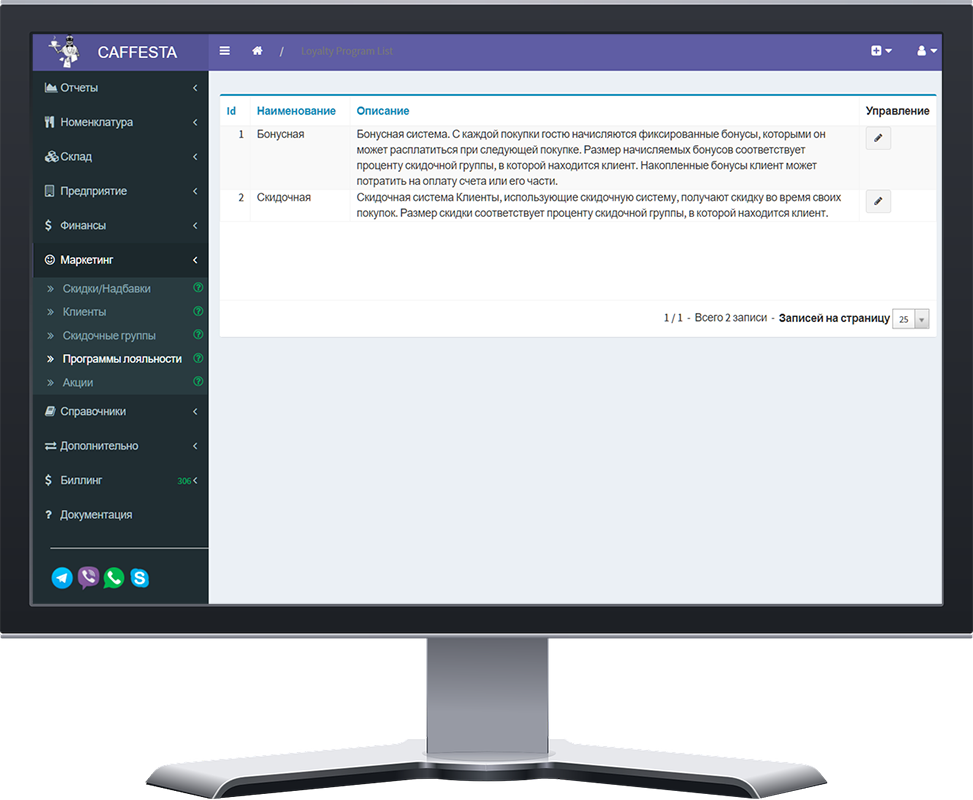 CAFFESTA
/ Loyalty Program List
Отчеты
Номенклатура
Склад
Предприятие
Финансы
Маркетинг
Скидки/Надбавки
Клиенты
Скидочные группы
Программы лояльности
Акции
Справочники
Дополнительно
Биллинг 306
Документация
Id Наименование Описание Управление
1 Бонусная Бонусная система. С каждой покупки гостю начисляются фиксированные бонусы, которыми он
может расплатиться при следующей покупке. Размер начисляемых бонусов соответствует
проценту скидочной группы, в которой находится клиент. Накопленные бонусы клиент может
потратить на оплату счета или его части.
2 Скидочная Скидочная система Клиенты, использующие скидочную систему, получают скидку во время своих
покупок. Размер скидки соответствует проценту скидочной группы, в которой находится клиент.
1 / 1 - Всего 2 записи - Записей на страницу 25